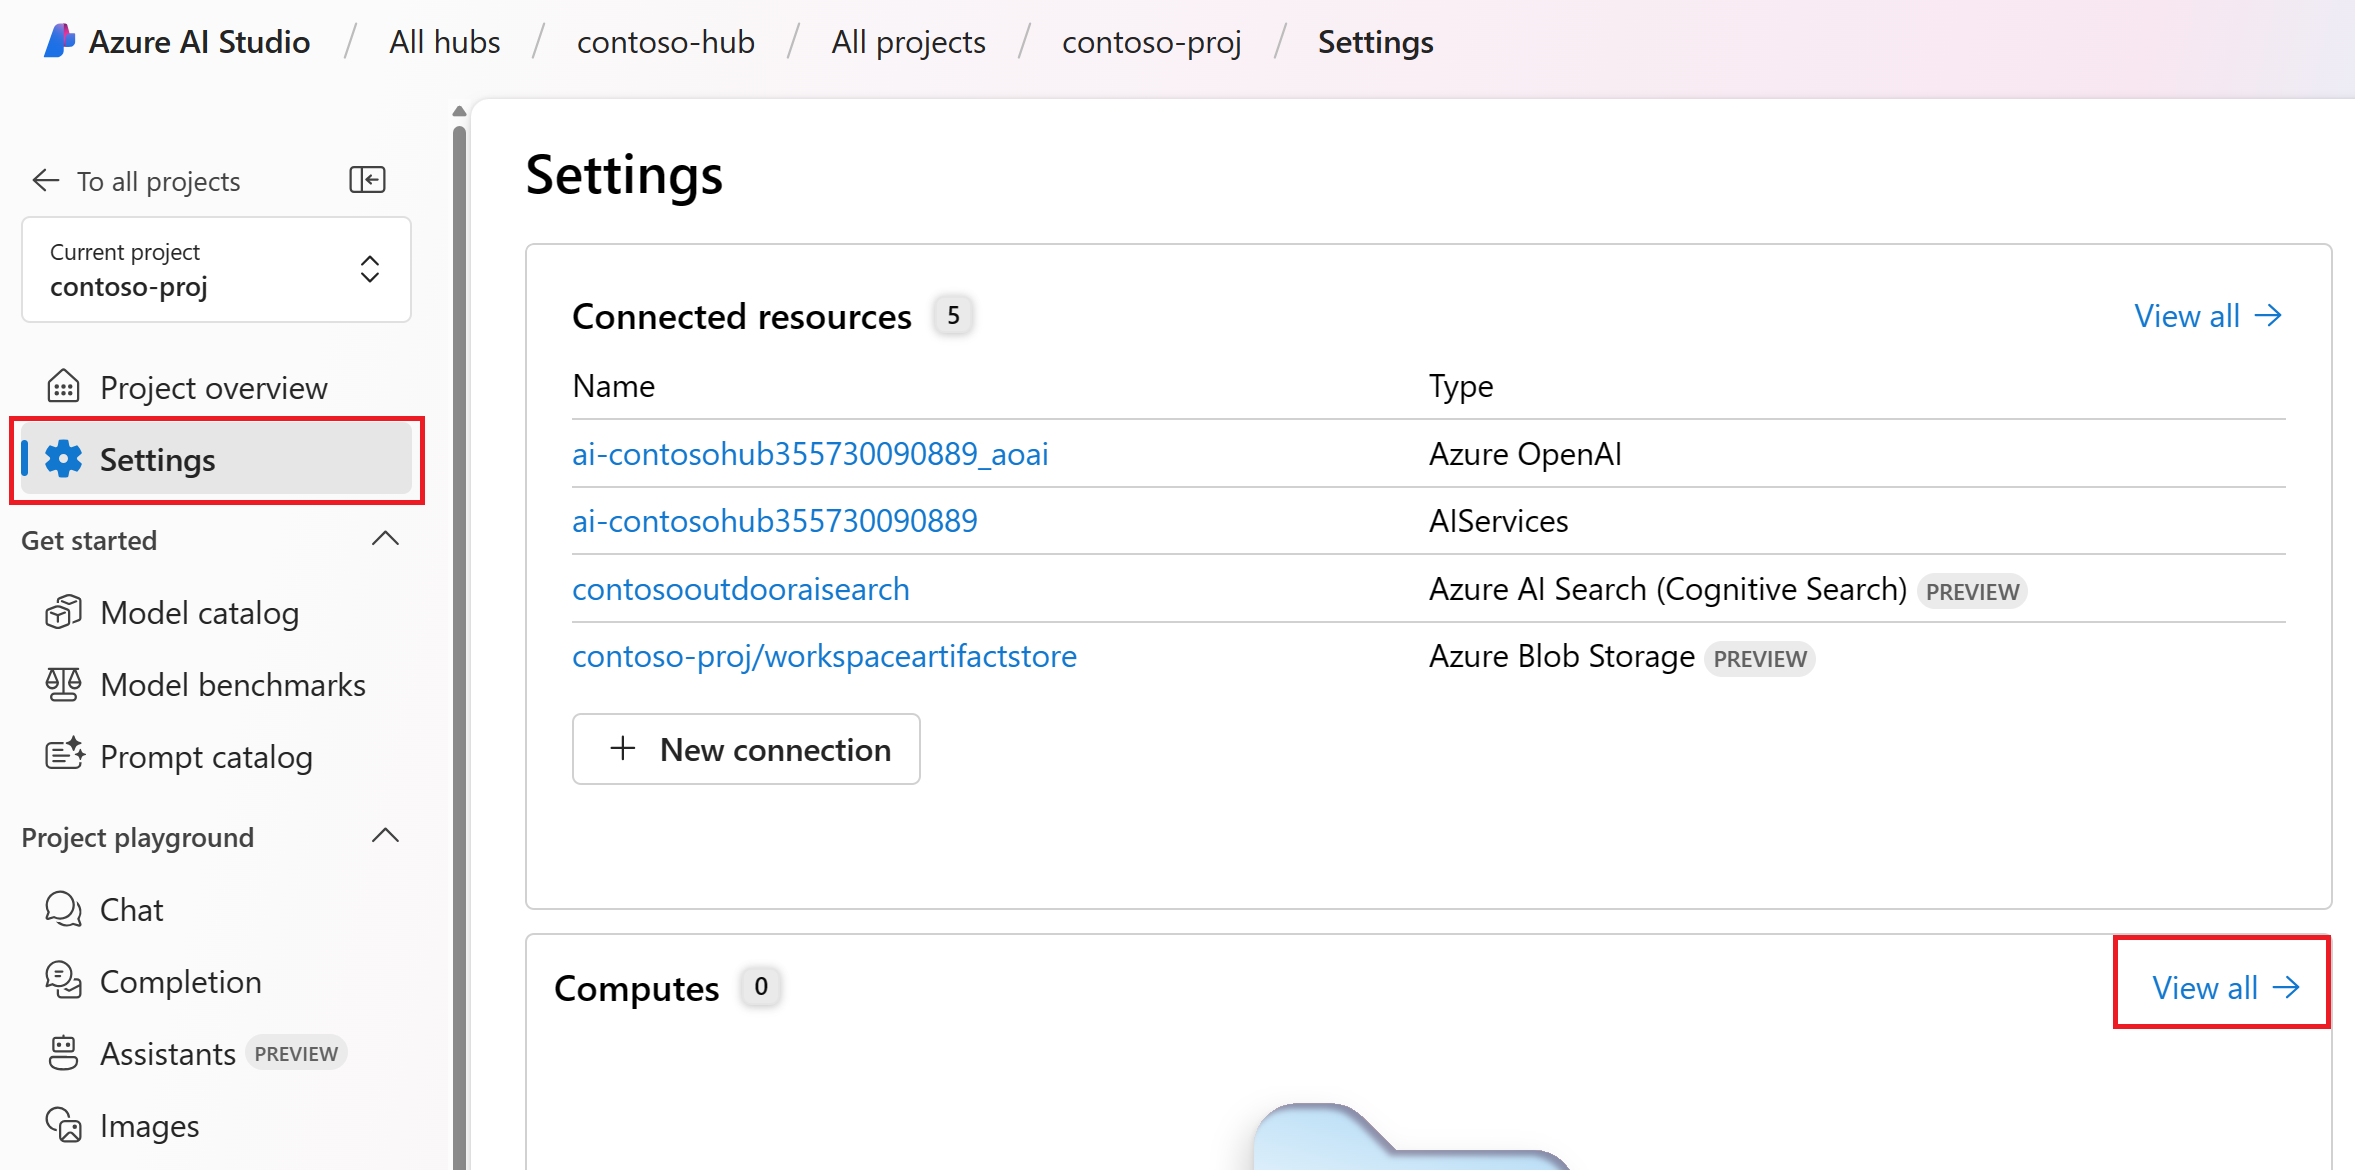 Azure AI Studio / All hubs / contoso-hub / All projects / contoso-proj / Settings
To all projects
Current project
contoso-proj
Project overview
Settings
Get started
Model catalog
Model benchmarks
Prompt catalog
Project playground
Chat
Completion
Assistants PREVIEW
Images
Settings
Connected resources 5
View all
Name Type
ai-contosohub355730090889_aoai Azure OpenAI
ai-contosohub355730090889 AIServices
contosooutdooraisearch Azure AI Search (Cognitive Search) PREVIEW
contoso-proj/workspaceartifactstore Azure Blob Storage PREVIEW
+ New connection
Computes 0
View all